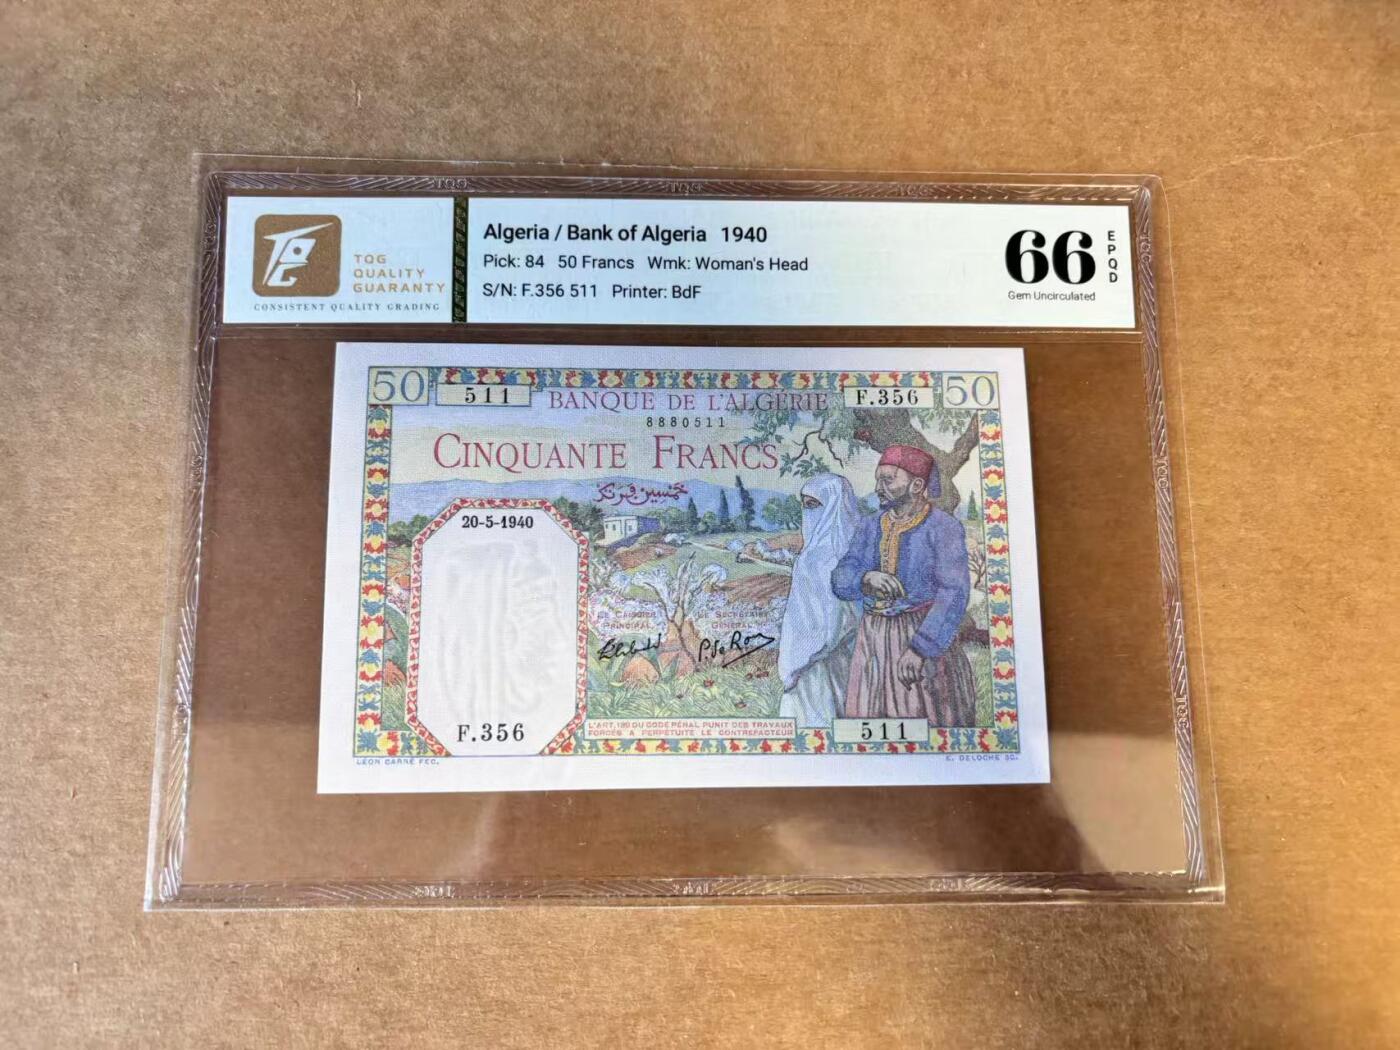 TQG
QUALITY
GUARANTY
CONSISTENT QUALITY GRADING
Algeria / Bank of Algeria 1940
Pick: 84 50 Francs Wmk: Woman's Head
S/N: F.356 511 Printer: BdF
66
EPQD
Gem Uncirculated
50
511
BANQUE DE L'ALGÉRIE
F.356
50
8880511
CINQUANTE FRANCS
خمسين فرنك
20-5-1940
LE CAISSIER PRINCIPAL,
LE SECRÉTAIRE GÉNÉRAL,
P. de Rom
F.356
511
L'ART. 139 DU CODE PÉNAL PUNIT DES TRAVAUX
FORCÉS A PERPÉTUITÉ LE CONTREFACTEUR
LÉON CARRÉ FEC.
E. DELOCHE SC.